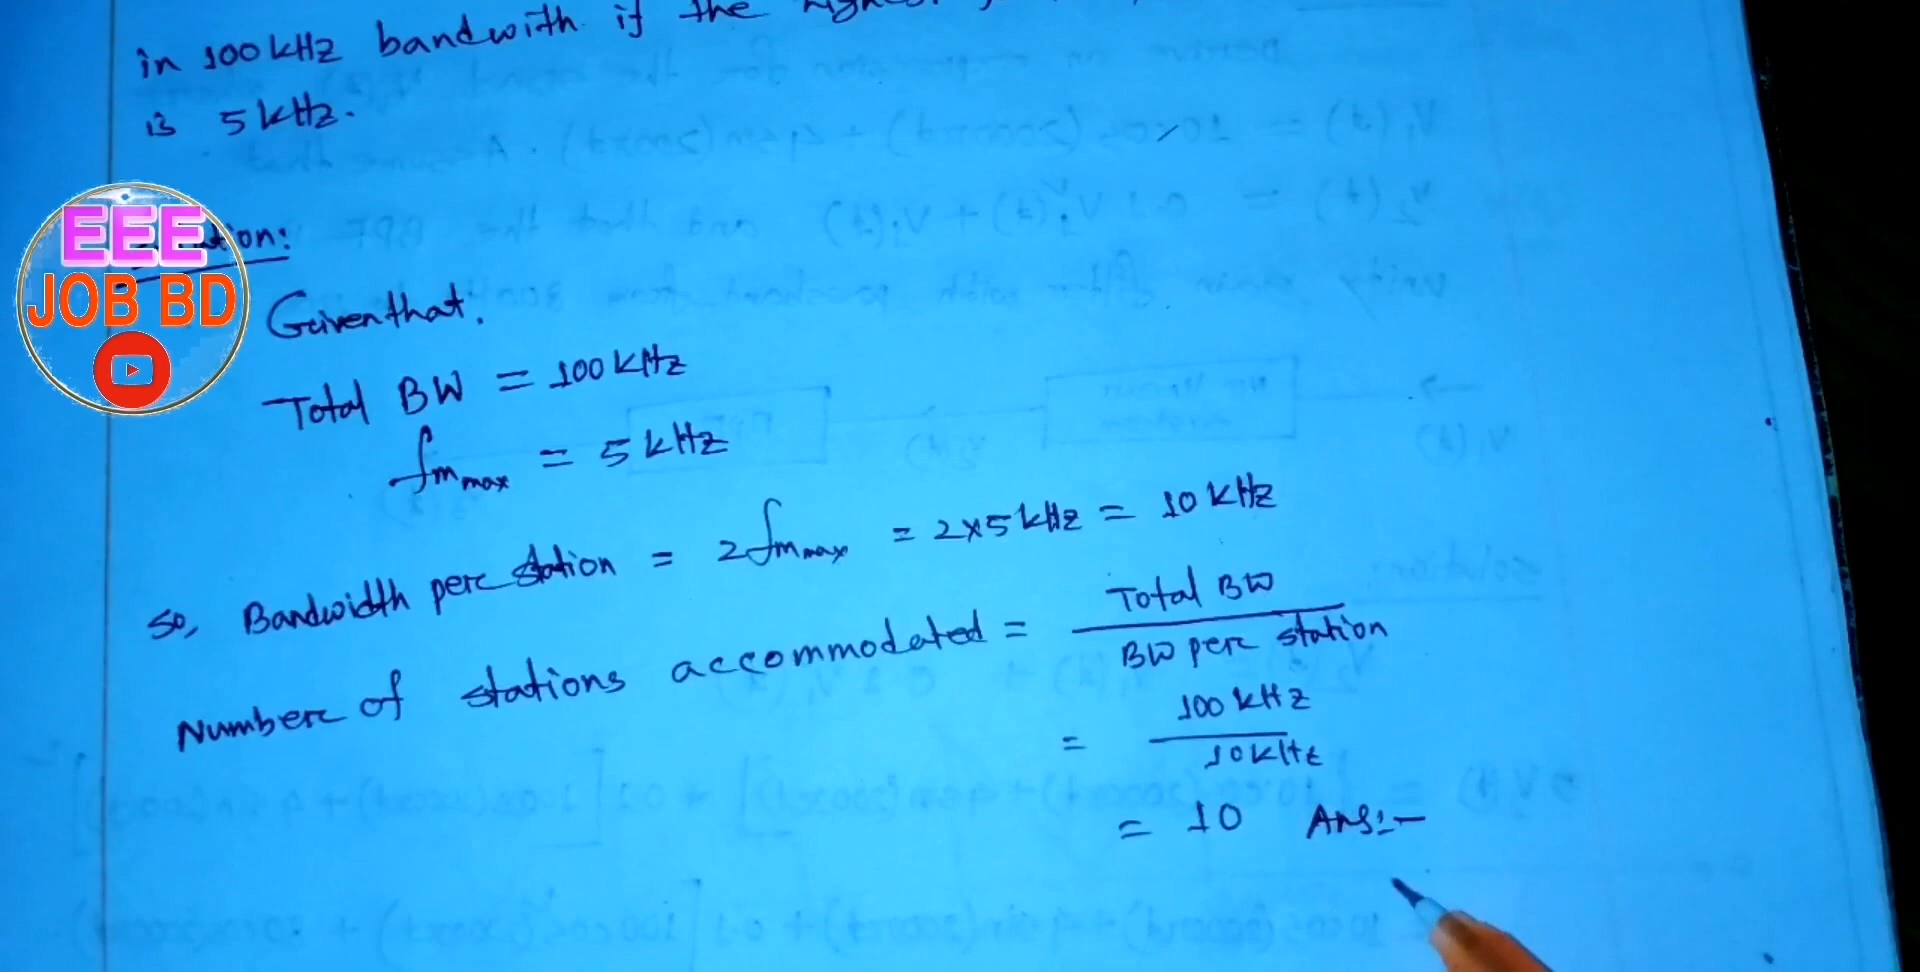 in 100 kHz bandwith if the
is 5 kHz.
EEE
JOB BD
Given that:
Total BW = 100 kHz
fm max = 5 kHz
So, Bandwidth per station = 2 fm max = 2×5 kHz = 10 kHz
Number of stations accommodated = Total BW / BW per station
= 100 kHz / 10 kHz
= 10 Ans:-